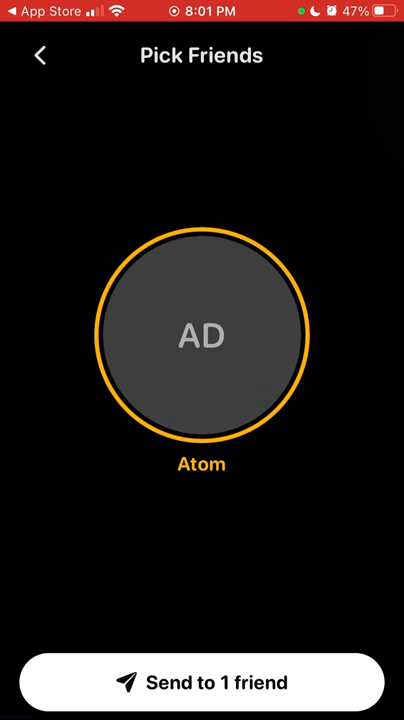 App Store 8:01 PM 47%
Pick Friends
AD
Atom
Send to 1 friend